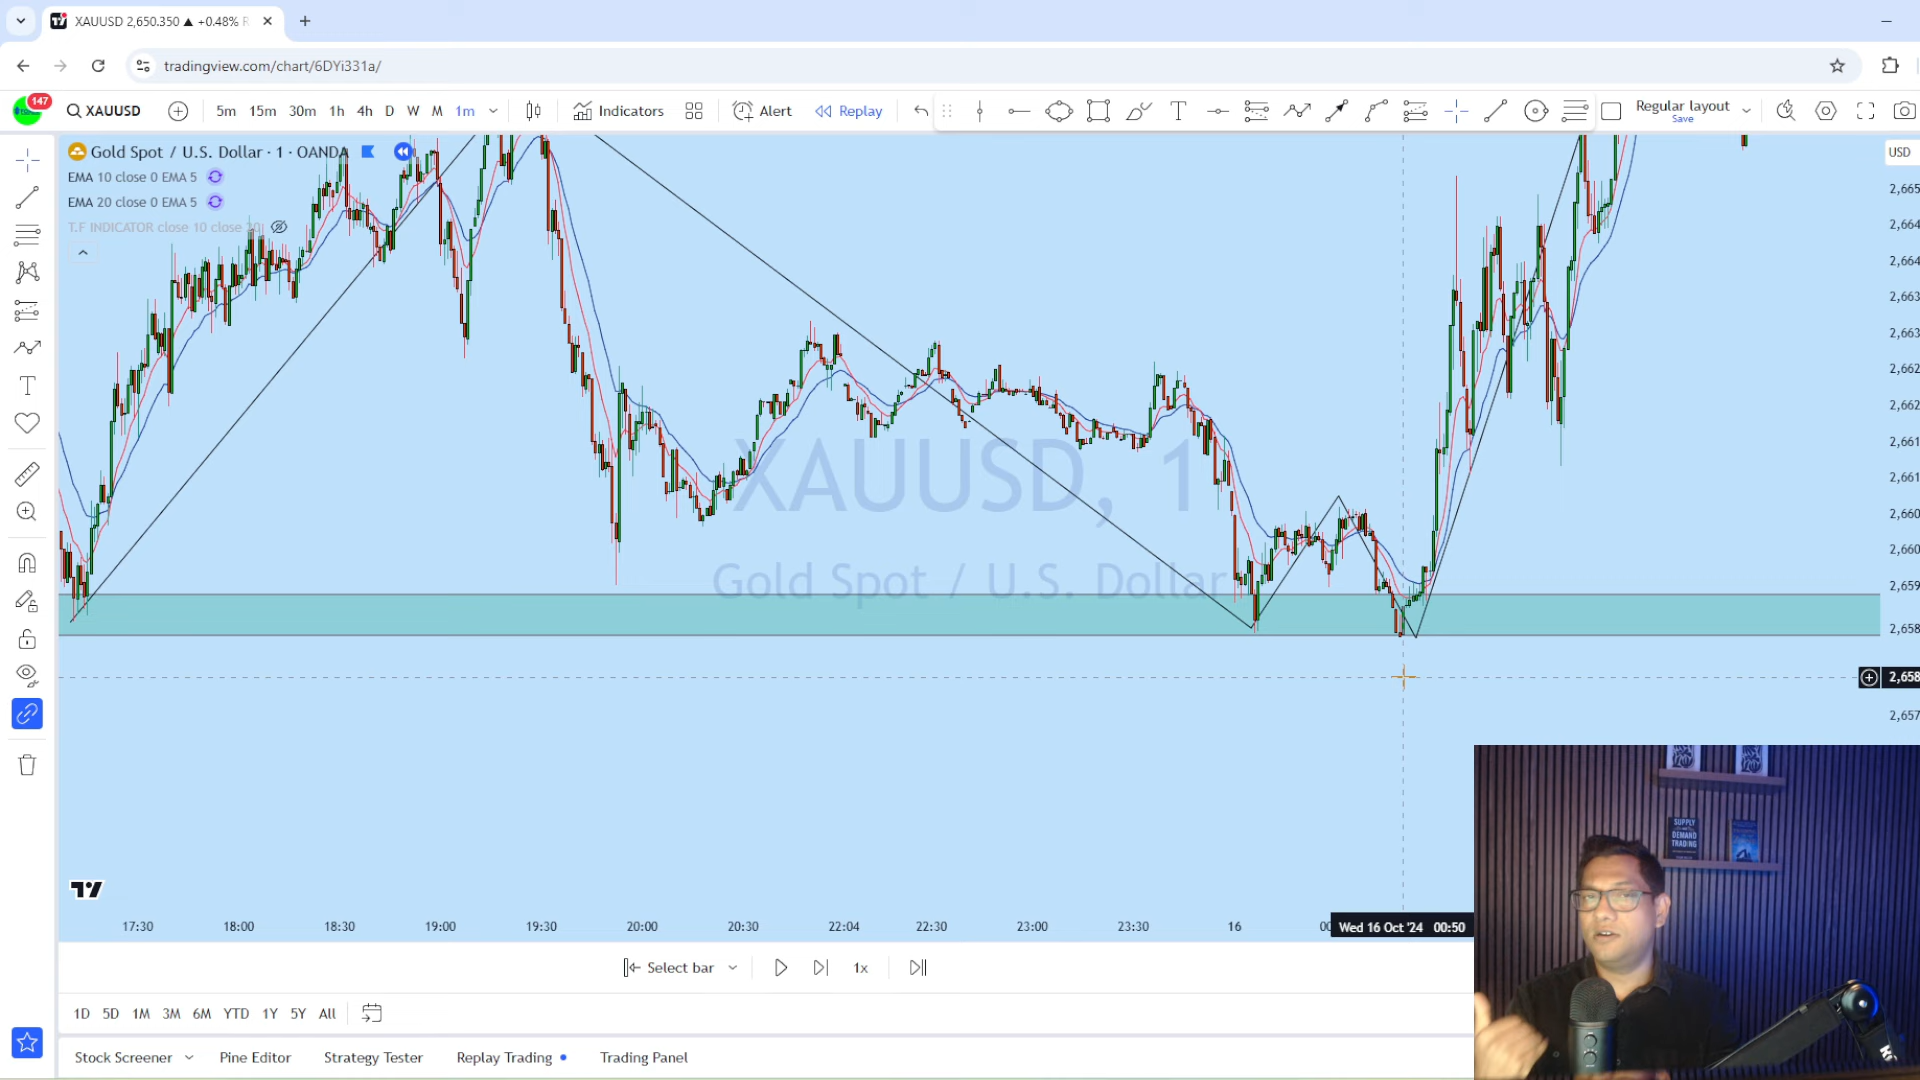 XAUUSD 2,650.350 ▲ +0.48% R
tradingview.com/chart/6DYi331a/
147
XAUUSD
5m 15m 30m 1h 4h D W M 1m
Indicators
Alert
Replay
Regular layout
Save
Gold Spot / U.S. Dollar · 1 · OANDA
EMA 10 close 0 EMA 5
EMA 20 close 0 EMA 5
T.F INDICATOR close 10 close 20
USD
2,665
2,664
2,664
2,663
2,663
2,662
2,662
2,661
2,661
2,660
2,660
2,659
2,658
2,658
2,657
XAUUSD, 1
Gold Spot / U.S. Dollar
17:30 18:00 18:30 19:00 19:30 20:00 20:30 22:04 22:30 23:00 23:30 16
Wed 16 Oct '24 00:50
SUPPLY
DEMAND
TRADING
Select bar
1x
1D 5D 1M 3M 6M YTD 1Y 5Y All
Stock Screener Pine Editor Strategy Tester Replay Trading Trading Panel